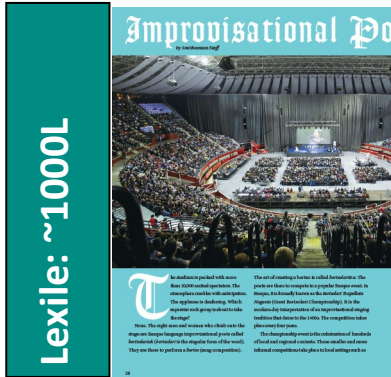 Lexile: ~1000L
Improvisational Po
by Smithsonian Staff
The stadium is packed with more
than 10,000 excited spectators. The
atmosphere crackles with anticipation.
The applause is deafening. Which
superstar rock group is about to take
the stage?
None. The eight men and women who climb onto the
stage are Basque language improvisational poets called
bertsolariak (bertsolari is the singular form of the word).
They are there to perform a bertso (song composition).
The art of creating a bertso is called bertsolaritza. The
poets are there to compete in a popular Basque event. In
Basque, it is formally known as the Bertsolari Txapelketa
Nagusia (Great Bertsolari Championship). It is the
modern-day interpretation of an improvisational singing
tradition that dates to the 1400s. The competition takes
place every four years.
The championship event is the culmination of hundreds
of local and regional contests. Those smaller and more
informal competitions take place in local settings such as
28